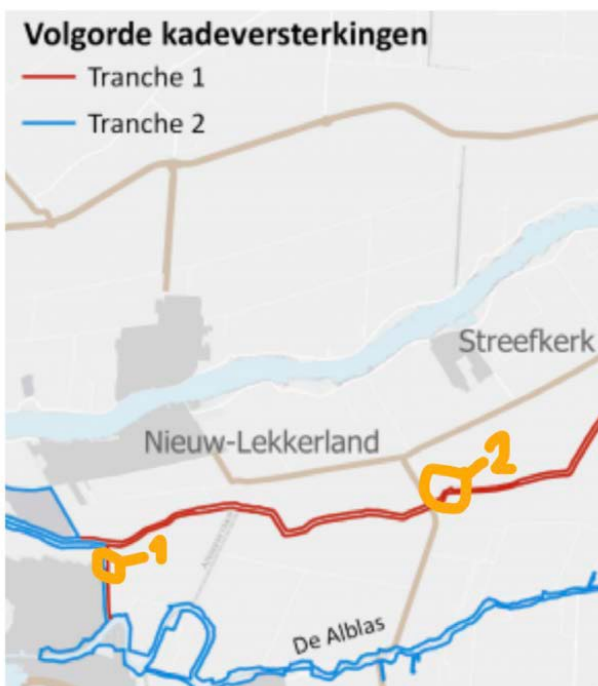 Volgorde kadeversterkingen
Tranche 1
Tranche 2
Streefkerk
Nieuw-Lekkerland
2
1
De Alblas